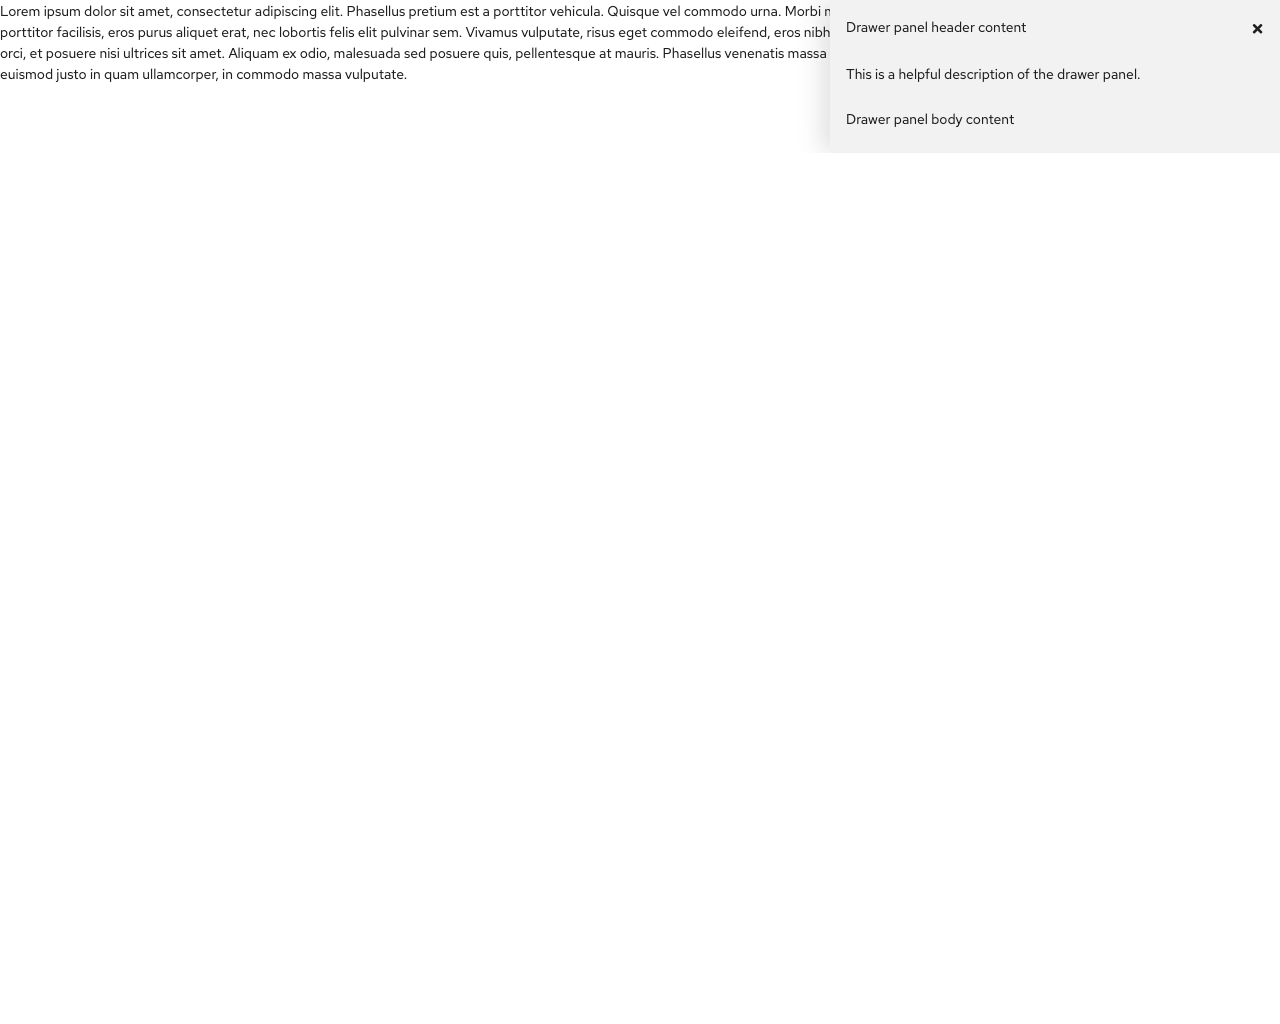 Lorem ipsum dolor sit amet, consectetur adipiscing elit. Phasellus pretium est a porttitor vehicula. Quisque vel commodo urna. Morbi
porttitor facilisis, eros purus aliquet erat, nec lobortis felis elit pulvinar sem. Vivamus vulputate, risus eget commodo eleifend, eros nibh
orci, et posuere nisi ultrices sit amet. Aliquam ex odio, malesuada sed posuere quis, pellentesque at mauris. Phasellus venenatis massa
euismod justo in quam ullamcorper, in commodo massa vulputate.
Drawer panel header content
This is a helpful description of the drawer panel.
Drawer panel body content